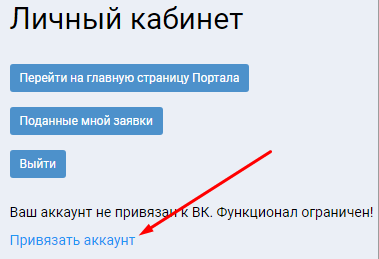 Личный кабинет
Перейти на главную страницу Портала
Поданные мной заявки
Выйти
Ваш аккаунт не привязан к ВК. Функционал ограничен!
Привязать аккаунт